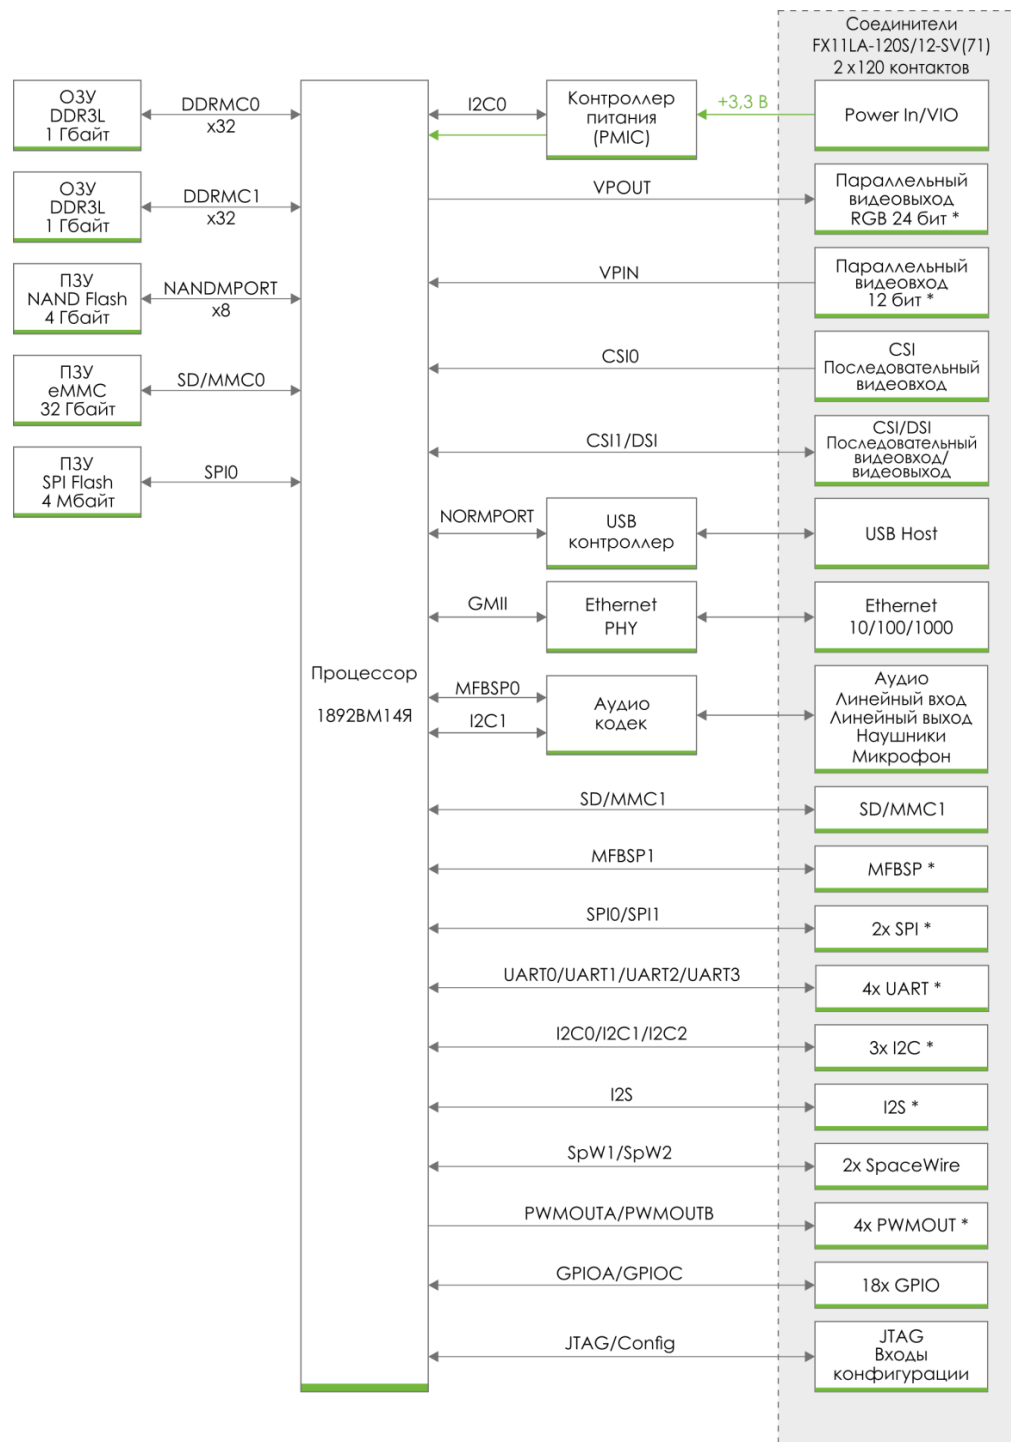 Соединители
FX11LA-120S/12-SV(71)
2 x120 контактов
ОЗУ
DDR3L
1 Гбайт
DDRMC0
x32
I2C0
Контроллер
питания
(PMIC)
+3,3 В
Power In/VIO
ОЗУ
DDR3L
1 Гбайт
DDRMC1
x32
VPOUT
Параллельный
видеовыход
RGB 24 бит *
ПЗУ
NAND Flash
4 Гбайт
NANDMPORT
x8
VPIN
Параллельный
видеовход
12 бит *
ПЗУ
eMMC
32 Гбайт
SD/MMC0
CSI0
CSI
Последовательный
видеовход
ПЗУ
SPI Flash
4 Мбайт
SPI0
CSI1/DSI
CSI/DSI
Последовательный
видеовход/
видеовыход
NORMPORT
USB
контроллер
USB Host
GMII
Ethernet
PHY
Ethernet
10/100/1000
Процессор
1892ВМ14Я
MFBSP0
I2C1
Аудио
кодек
Аудио
Линейный вход
Линейный выход
Наушники
Микрофон
SD/MMC1
SD/MMC1
MFBSP1
MFBSP *
SPI0/SPI1
2x SPI *
UART0/UART1/UART2/UART3
4x UART *
I2C0/I2C1/I2C2
3x I2C *
I2S
I2S *
SpW1/SpW2
2x SpaceWire
PWMOUTA/PWMOUTB
4x PWMOUT *
GPIOA/GPIOC
18x GPIO
JTAG/Config
JTAG
Входы
конфигурации